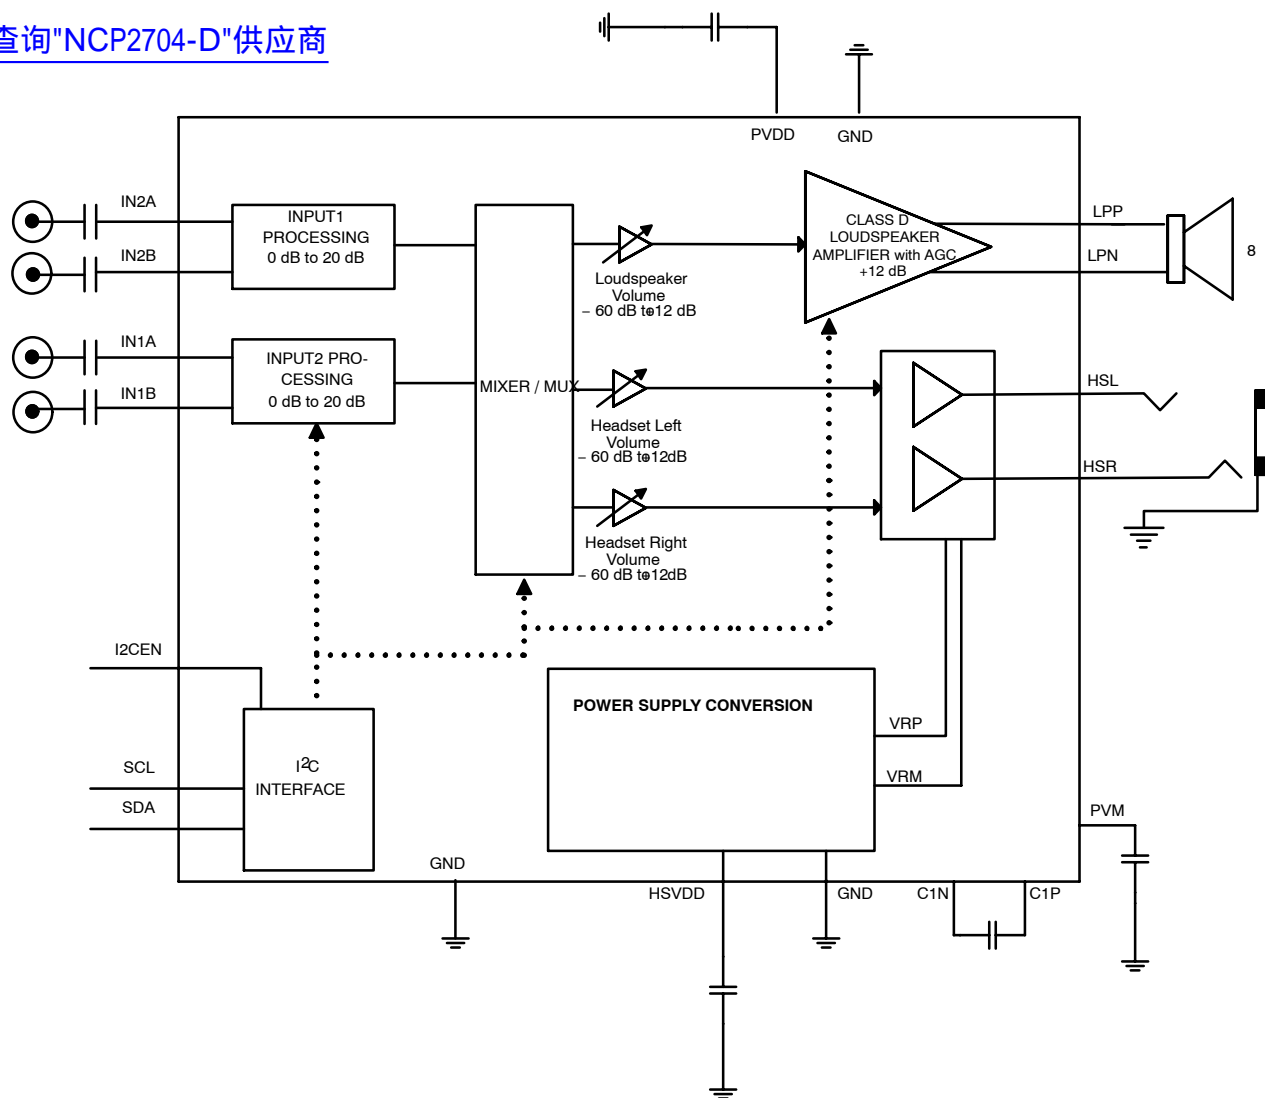 查询"NCP2704-D"供应商
PVDD
GND
IN2A
IN2B
INPUT1
PROCESSING
0 dB to 20 dB
CLASS D
LOUDSPEAKER
AMPLIFIER with AGC
+12 dB
LPP
LPN
8
Loudspeaker
Volume
– 60 dB to +12 dB
IN1A
IN1B
INPUT2 PRO-
CESSING
0 dB to 20 dB
MIXER / MUX
Headset Left
Volume
– 60 dB to +12dB
HSL
HSR
Headset Right
Volume
– 60 dB to +12dB
I2CEN
SCL
SDA
I²C
INTERFACE
POWER SUPPLY CONVERSION
VRP
VRM
PVM
GND
HSVDD
GND
C1N
C1P